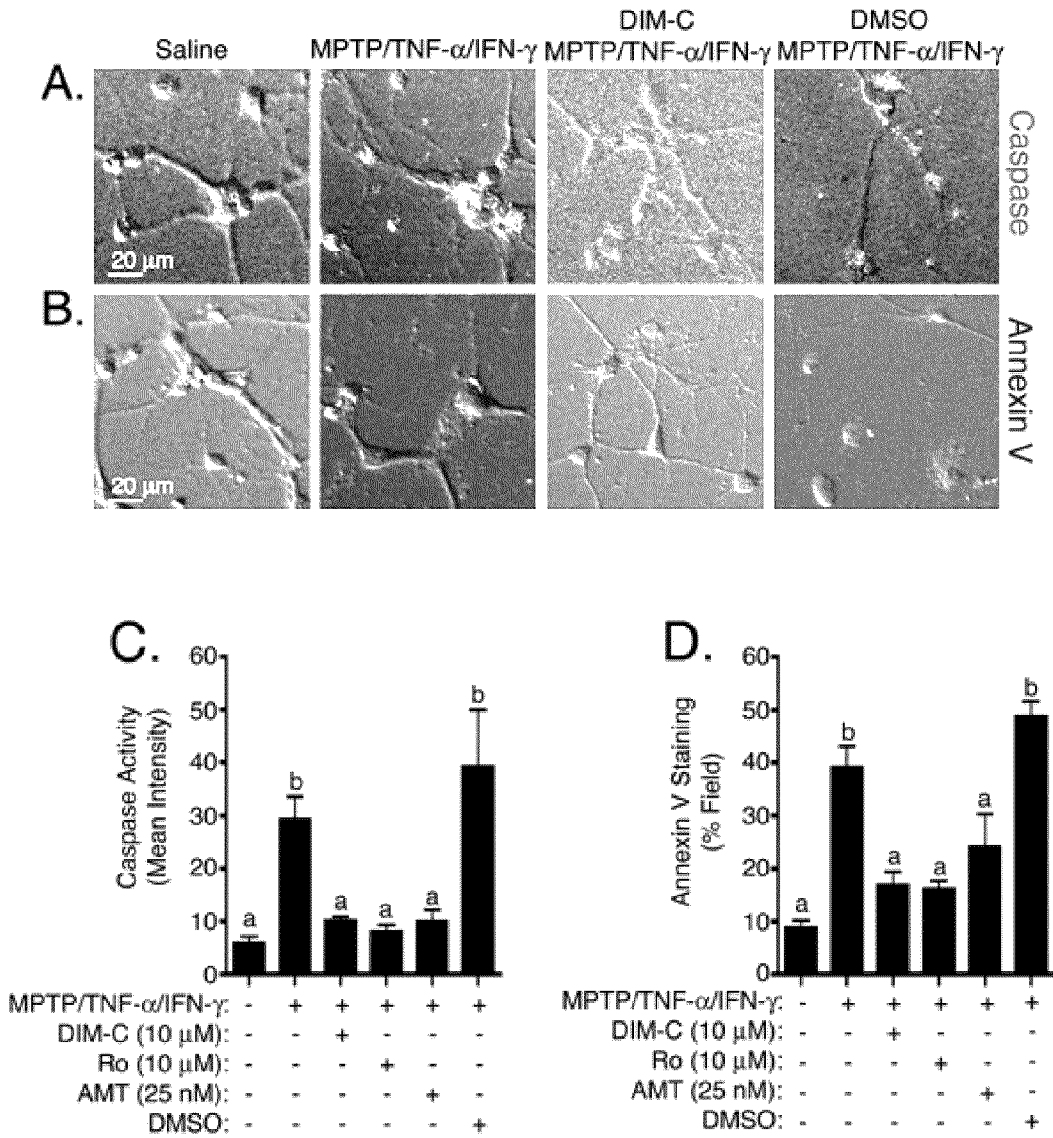 DIM-C DMSO
Saline MPTP/TNF-α/IFN-γ MPTP/TNF-α/IFN-γ MPTP/TNF-α/IFN-γ
A.
20 μm
Caspase
B.
20 μm
Annexin V
C.
Caspase Activity
(Mean Intensity)
60
50
40
30
20
10
0
a b a a a b
MPTP/TNF-α/IFN-γ: - + + + + +
DIM-C (10 μM): - - + - - -
Ro (10 μM): - - - + - -
AMT (25 nM): - - - - + -
DMSO: - - - - - +
D.
Annexin V Staining
(% Field)
60
50
40
30
20
10
0
a b a a a b
MPTP/TNF-α/IFN-γ: - + + + + +
DIM-C (10 μM): - - + - - -
Ro (10 μM): - - - + - -
AMT (25 nM): - - - - + -
DMSO: - - - - - +